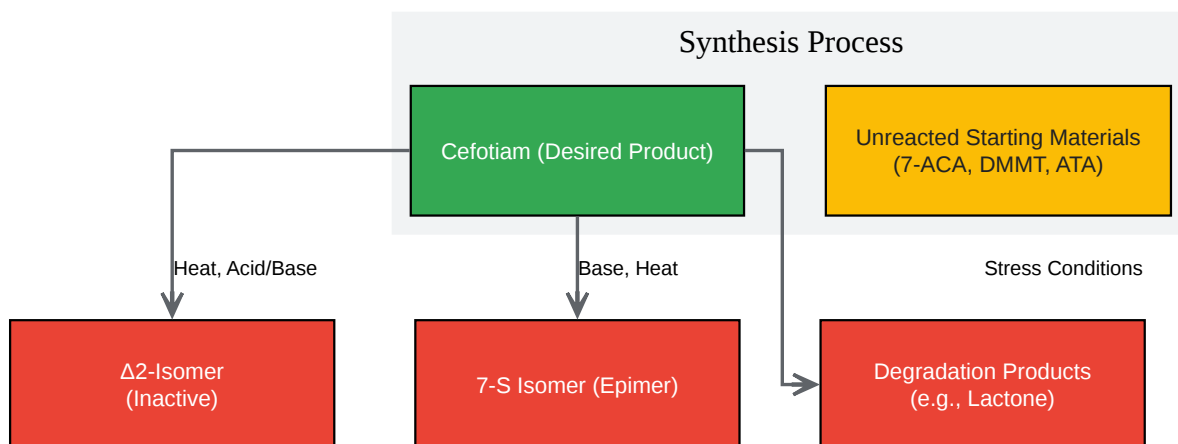 Synthesis Process
Cefotiam (Desired Product)
Unreacted Starting Materials
(7-ACA, DMMT, ATA)
Heat, Acid/Base
Base, Heat
Stress Conditions
Δ2-Isomer
(Inactive)
7-S Isomer (Epimer)
Degradation Products
(e.g., Lactone)